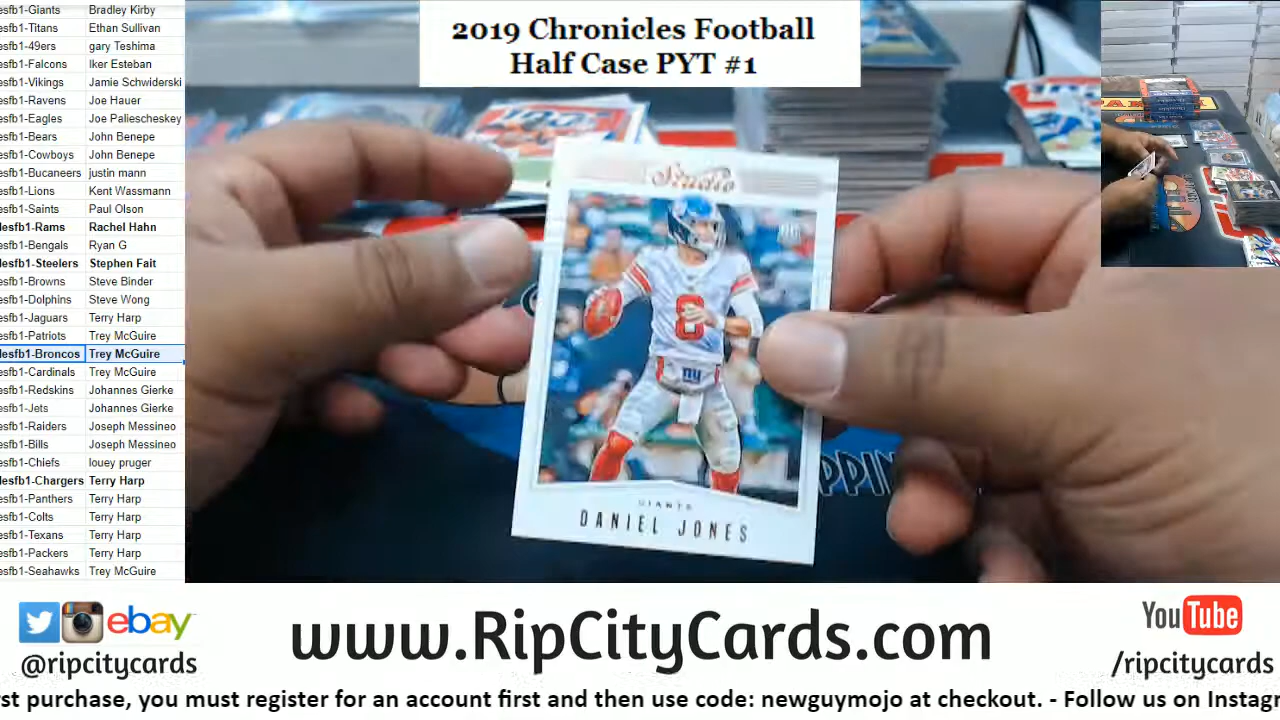 2019 Chronicles Football
Half Case PYT #1
esfb1-Giants Bradley Kirby
esfb1-Titans Ethan Sullivan
esfb1-49ers gary Teshima
esfb1-Falcons Iker Esteban
esfb1-Vikings Jamie Schwiderski
esfb1-Ravens Joe Hauer
esfb1-Eagles Joe Paliescheskey
esfb1-Bears John Benepe
esfb1-Cowboys John Benepe
esfb1-Bucaneers justin mann
esfb1-Lions Kent Wassmann
esfb1-Saints Paul Olson
lesfb1-Rams Rachel Hahn
esfb1-Bengals Ryan G
lesfb1-Steelers Stephen Fait
esfb1-Browns Steve Binder
esfb1-Dolphins Steve Wong
esfb1-Jaguars Terry Harp
esfb1-Patriots Trey McGuire
lesfb1-Broncos Trey McGuire
esfb1-Cardinals Trey McGuire
esfb1-Redskins Johannes Gierke
esfb1-Jets Johannes Gierke
esfb1-Raiders Joseph Messineo
esfb1-Bills Joseph Messineo
esfb1-Chiefs louey pruger
lesfb1-Chargers Terry Harp
esfb1-Panthers Terry Harp
esfb1-Colts Terry Harp
esfb1-Texans Terry Harp
esfb1-Packers Terry Harp
esfb1-Seahawks Trey McGuire
Studio
8
ny
GIANTS
DANIEL JONES
ebay
@ripcitycards
www.RipCityCards.com
YouTube
/ripcitycards
rst purchase, you must register for an account first and then use code: newguymojo at checkout. - Follow us on Instag